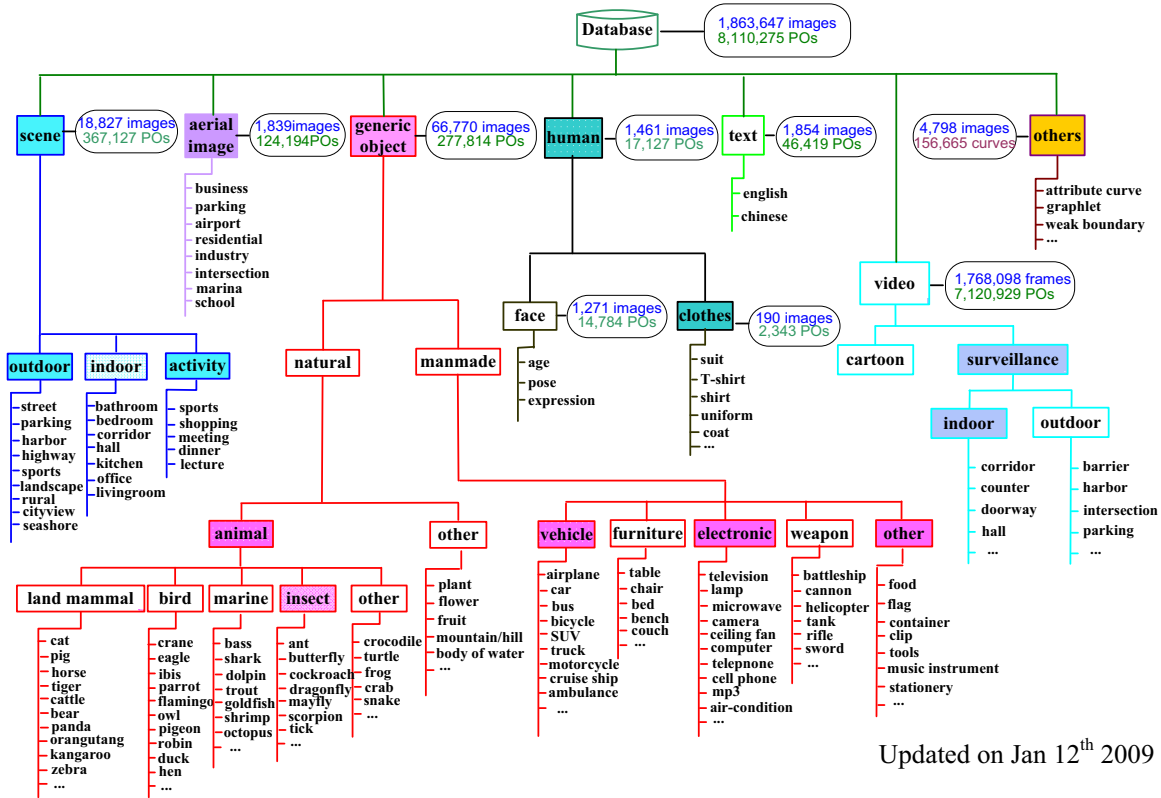 Database
1,863,647 images
8,110,275 POs
scene
18,827 images
367,127 POs
aerial
image
1,839images
124,194POs
generic
object
66,770 images
277,814 POs
human
1,461 images
17,127 POs
text
1,854 images
46,419 POs
4,798 images
156,665 curves
others
business
parking
airport
residential
industry
intersection
marina
school
english
chinese
attribute curve
graphlet
weak boundary
...
video
1,768,098 frames
7,120,929 POs
face
1,271 images
14,784 POs
clothes
190 images
2,343 POs
outdoor
indoor
activity
natural
manmade
cartoon
surveillance
age
pose
expression
suit
T-shirt
shirt
uniform
coat
...
street
parking
harbor
highway
sports
landscape
rural
cityview
seashore
bathroom
bedroom
corridor
hall
kitchen
office
livingroom
sports
shopping
meeting
dinner
lecture
indoor
outdoor
corridor
counter
doorway
hall
...
barrier
harbor
intersection
parking
...
animal
other
vehicle
furniture
electronic
weapon
other
plant
flower
fruit
mountain/hill
body of water
...
airplane
car
bus
bicycle
SUV
truck
motorcycle
cruise ship
ambulance
...
table
chair
bed
bench
couch
...
television
lamp
microwave
camera
ceiling fan
computer
telepnone
cell phone
mp3
air-condition
...
battleship
cannon
helicopter
tank
rifle
sword
...
food
flag
container
clip
tools
music instrument
stationery
...
land mammal
bird
marine
insect
other
cat
pig
horse
tiger
cattle
bear
panda
orangutang
kangaroo
zebra
...
crane
eagle
ibis
parrot
flamingo
owl
pigeon
robin
duck
hen
...
bass
shark
dolpin
trout
goldfish
shrimp
octopus
...
ant
butterfly
cockroach
dragonfly
mayfly
scorpion
tick
...
crocodile
turtle
frog
crab
snake
...
Updated on Jan 12th 2009